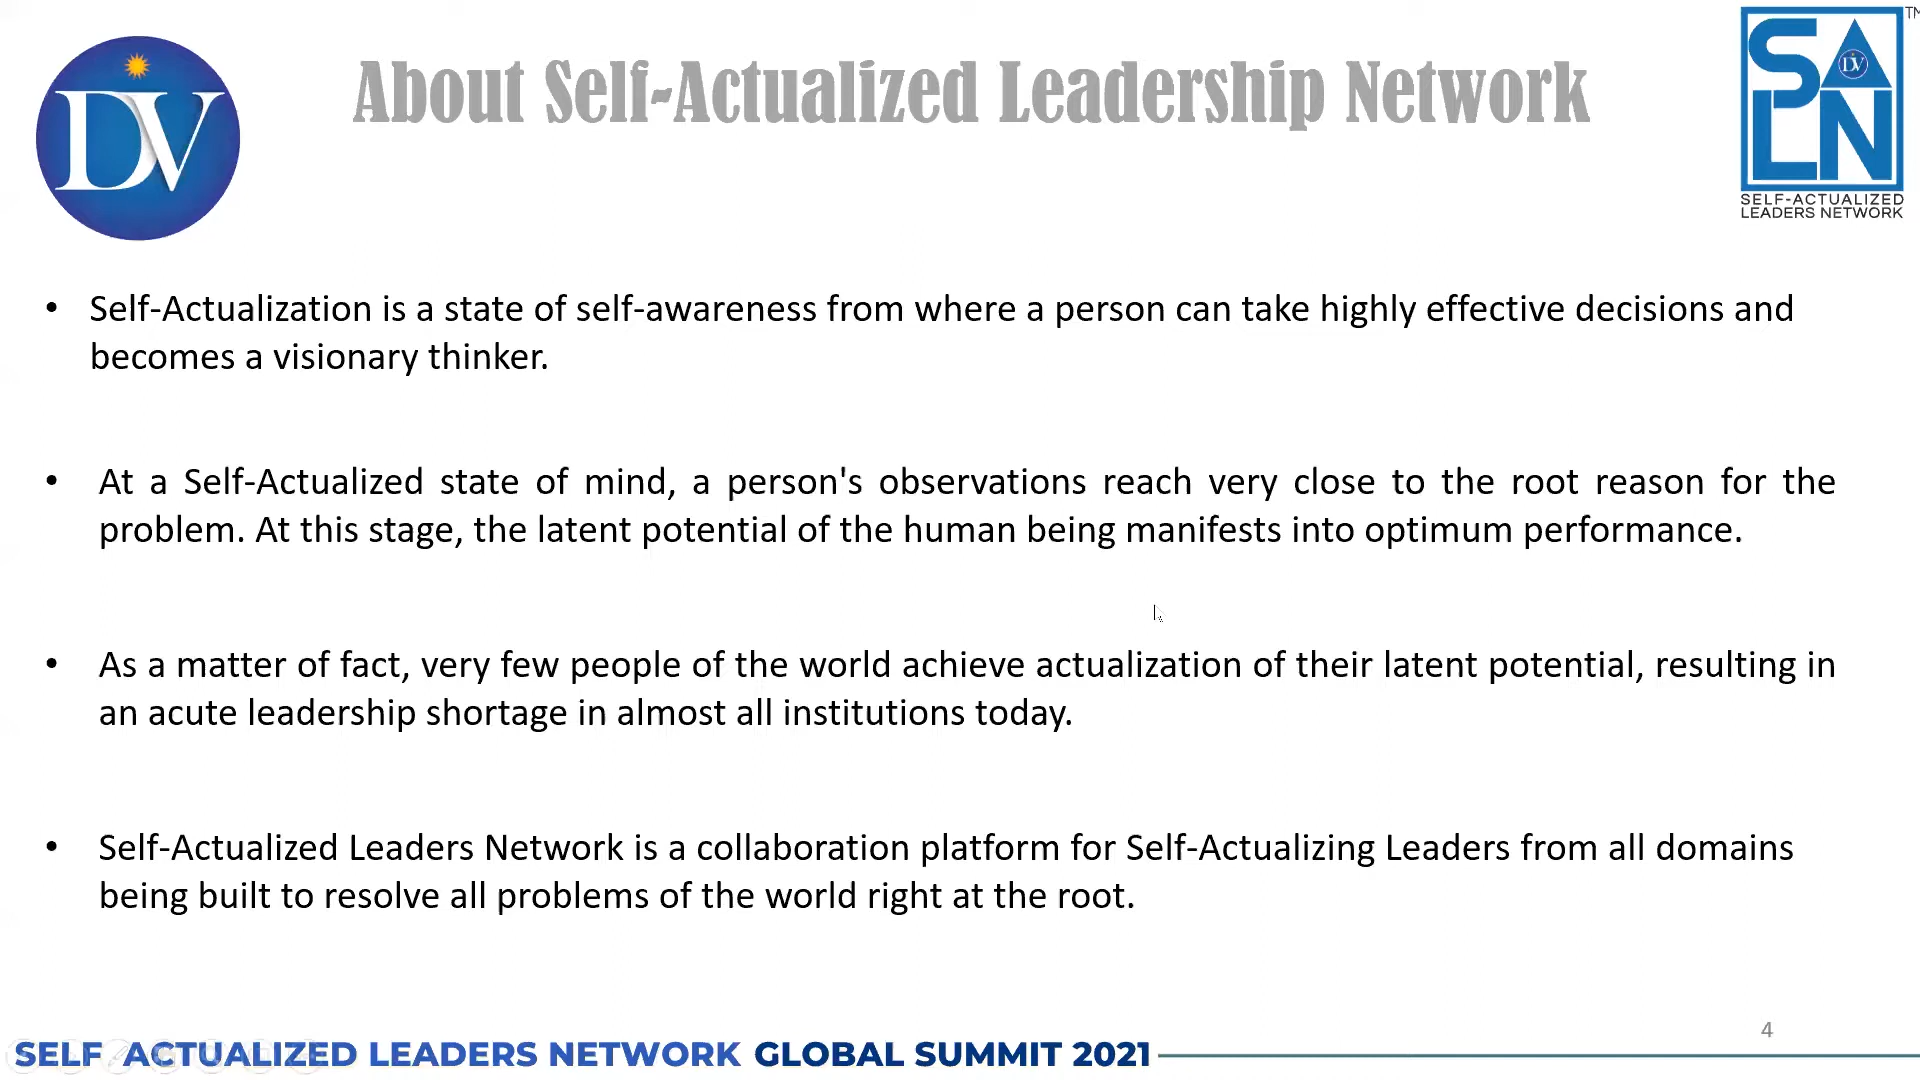 DV
About Self-Actualized Leadership Network
TM
SALN
DV
SELF-ACTUALIZED
LEADERS NETWORK
• Self-Actualization is a state of self-awareness from where a person can take highly effective decisions and
becomes a visionary thinker.
• At a Self-Actualized state of mind, a person's observations reach very close to the root reason for the
problem. At this stage, the latent potential of the human being manifests into optimum performance.
• As a matter of fact, very few people of the world achieve actualization of their latent potential, resulting in
an acute leadership shortage in almost all institutions today.
• Self-Actualized Leaders Network is a collaboration platform for Self-Actualizing Leaders from all domains
being built to resolve all problems of the world right at the root.
4
SELF ACTUALIZED LEADERS NETWORK GLOBAL SUMMIT 2021